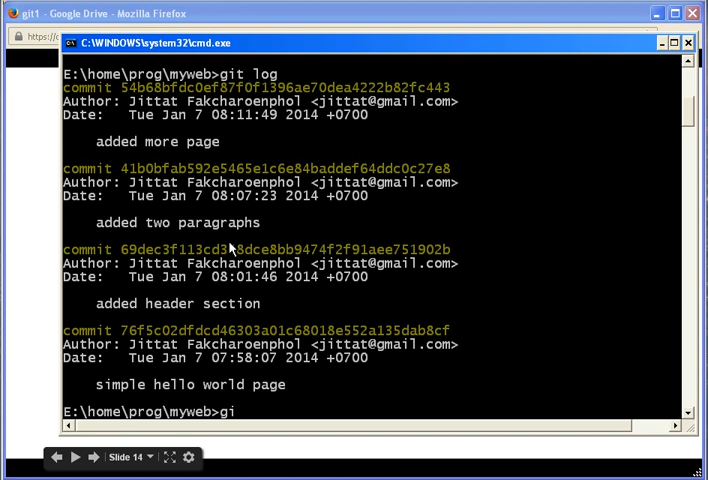 git1 - Google Drive - Mozilla Firefox
C:\WINDOWS\system32\cmd.exe
E:\home\prog\myweb>git log
commit 54b68bfdc0ef87f0f1396ae70dea4222b82fc443
Author: Jittat Fakcharoenphol <jittat@gmail.com>
Date:   Tue Jan 7 08:11:49 2014 +0700
added more page
commit 41b0bfab592e5465e1c6e84baddef64ddc0c27e8
Author: Jittat Fakcharoenphol <jittat@gmail.com>
Date:   Tue Jan 7 08:07:23 2014 +0700
added two paragraphs
commit
Author: Jittat Fakcharoenphol <jittat@gmail.com>
Date:   Tue Jan 7 08:01:46 2014 +0700
added header section
commit 76f5c02dfdcd46303a01c68018e552a135dab8cf
Author: Jittat Fakcharoenphol <jittat@gmail.com>
Date:   Tue Jan 7 07:58:07 2014 +0700
simple hello world page
E:\home\prog\myweb>gi
Slide 14